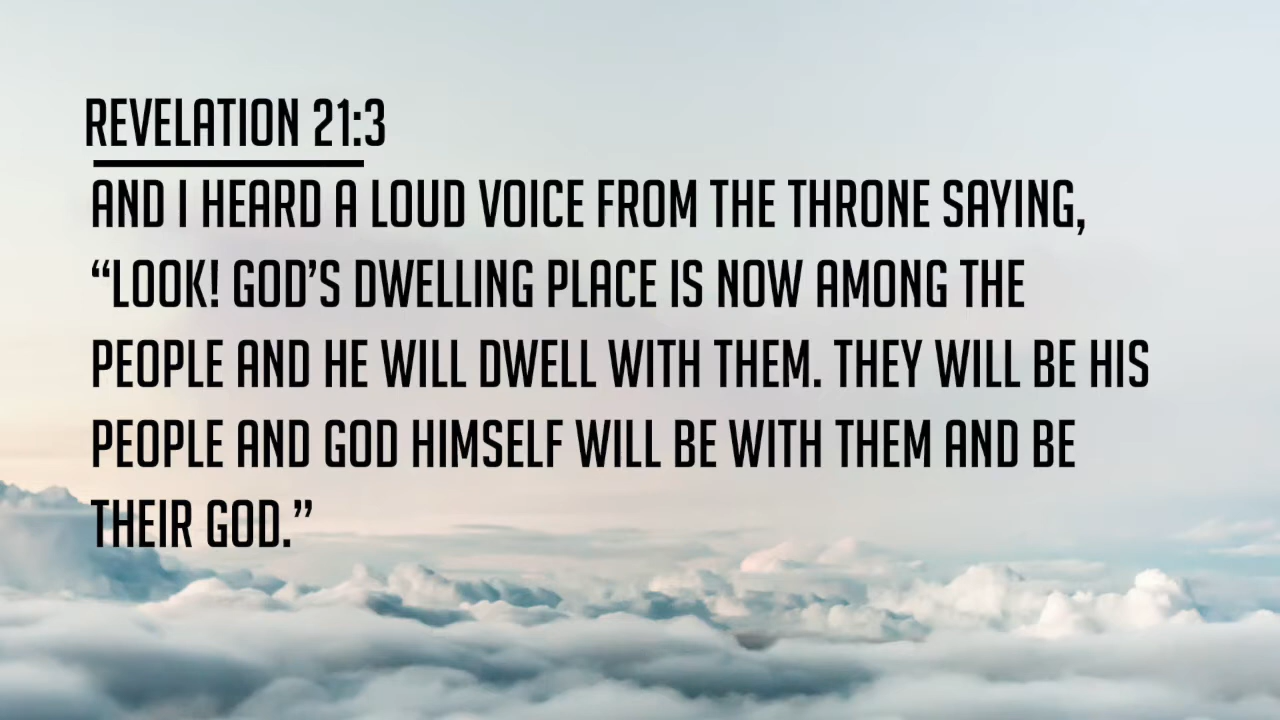 REVELATION 21:3
AND I HEARD A LOUD VOICE FROM THE THRONE SAYING,
“LOOK! GOD’S DWELLING PLACE IS NOW AMONG THE
PEOPLE AND HE WILL DWELL WITH THEM. THEY WILL BE HIS
PEOPLE AND GOD HIMSELF WILL BE WITH THEM AND BE
THEIR GOD.”